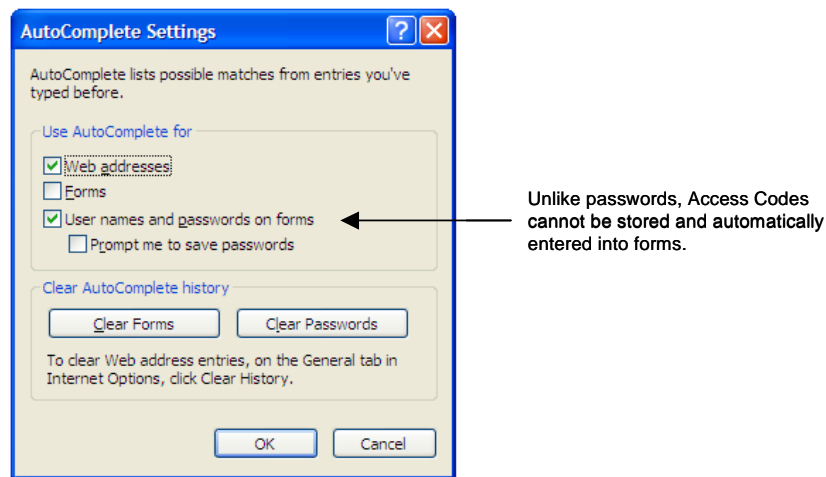 AutoComplete Settings
AutoComplete lists possible matches from entries you've
typed before.
Use AutoComplete for
Web addresses
Forms
User names and passwords on forms
Prompt me to save passwords
Unlike passwords, Access Codes
cannot be stored and automatically
entered into forms.
Clear AutoComplete history
Clear Forms
Clear Passwords
To clear Web address entries, on the General tab in
Internet Options, click Clear History.
OK
Cancel